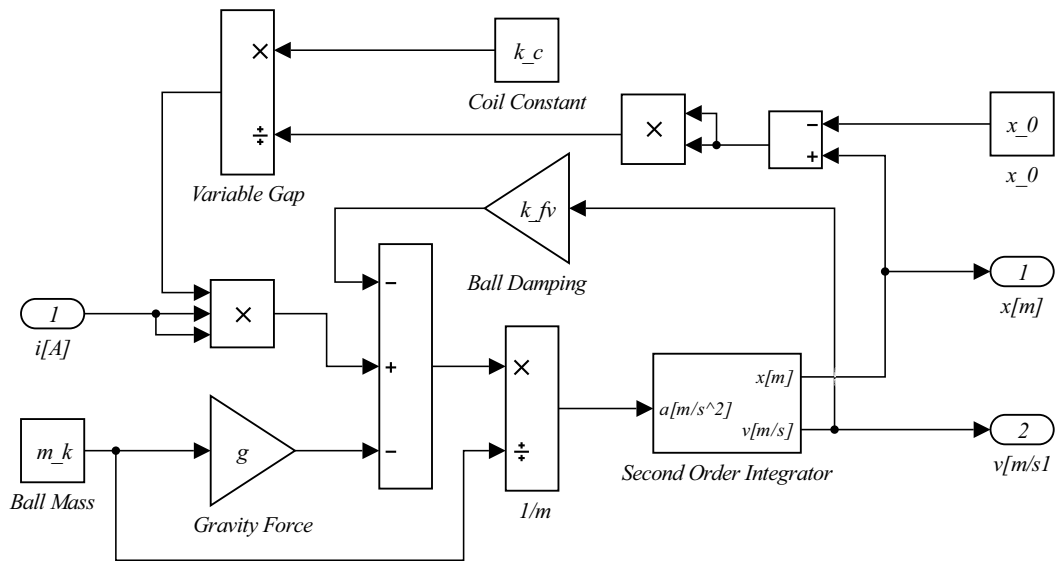 k_c
Coil Constant
×
÷
Variable Gap
×
-
+
x_0
x_0
k_fv
Ball Damping
1
i[A]
×
-
+
-
1
x[m]
×
÷
1/m
a[m/s^2]
x[m]
v[m/s]
Second Order Integrator
2
v[m/s1
m_k
Ball Mass
g
Gravity Force